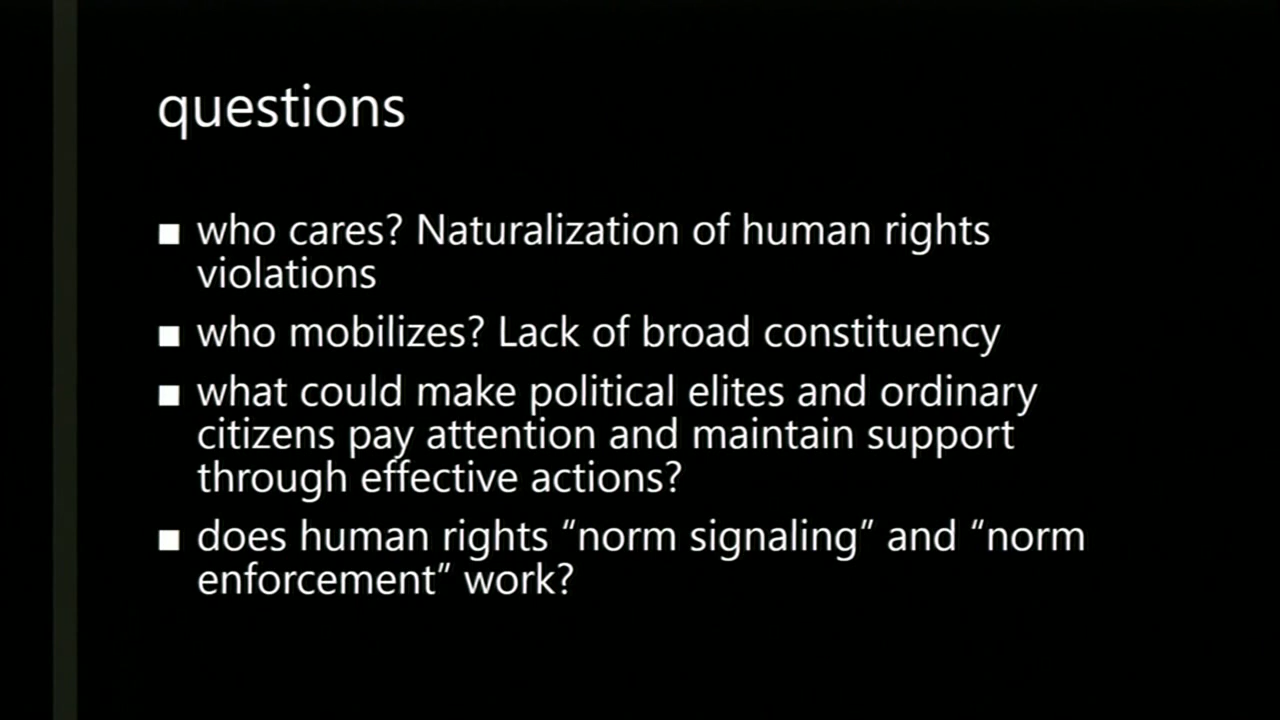 questions
■ who cares? Naturalization of human rights
violations
■ who mobilizes? Lack of broad constituency
■ what could make political elites and ordinary
citizens pay attention and maintain support
through effective actions?
■ does human rights “norm signaling” and “norm
enforcement” work?